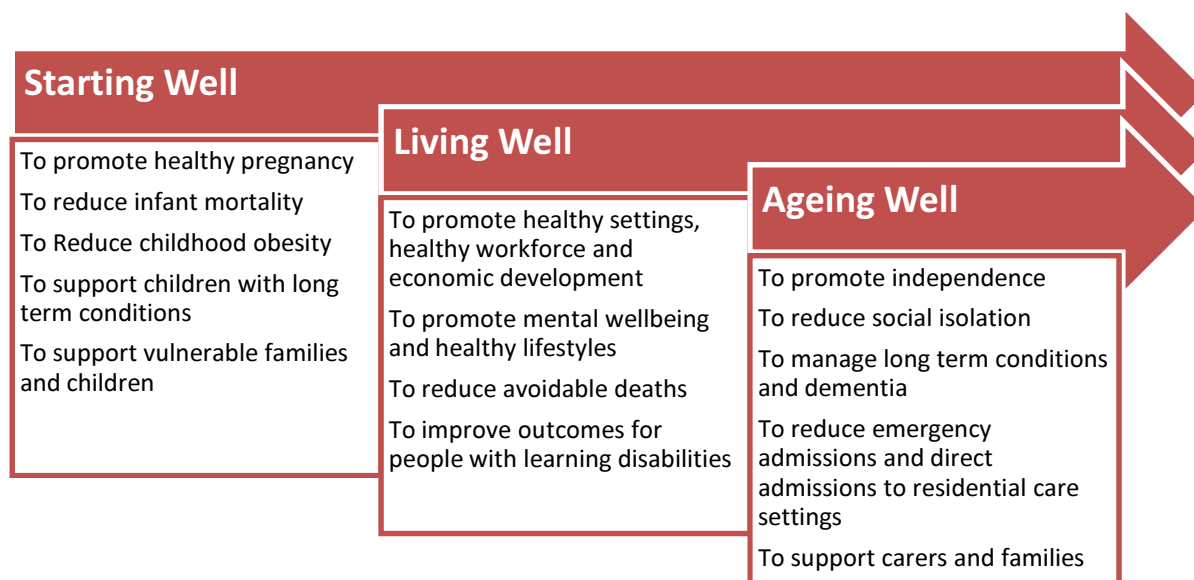 Starting Well
To promote healthy pregnancy
To reduce infant mortality
To Reduce childhood obesity
To support children with long
term conditions
To support vulnerable families
and children
Living Well
To promote healthy settings,
healthy workforce and
economic development
To promote mental wellbeing
and healthy lifestyles
To reduce avoidable deaths
To improve outcomes for
people with learning disabilities
Ageing Well
To promote independence
To reduce social isolation
To manage long term conditions
and dementia
To reduce emergency
admissions and direct
admissions to residential care
settings
To support carers and families